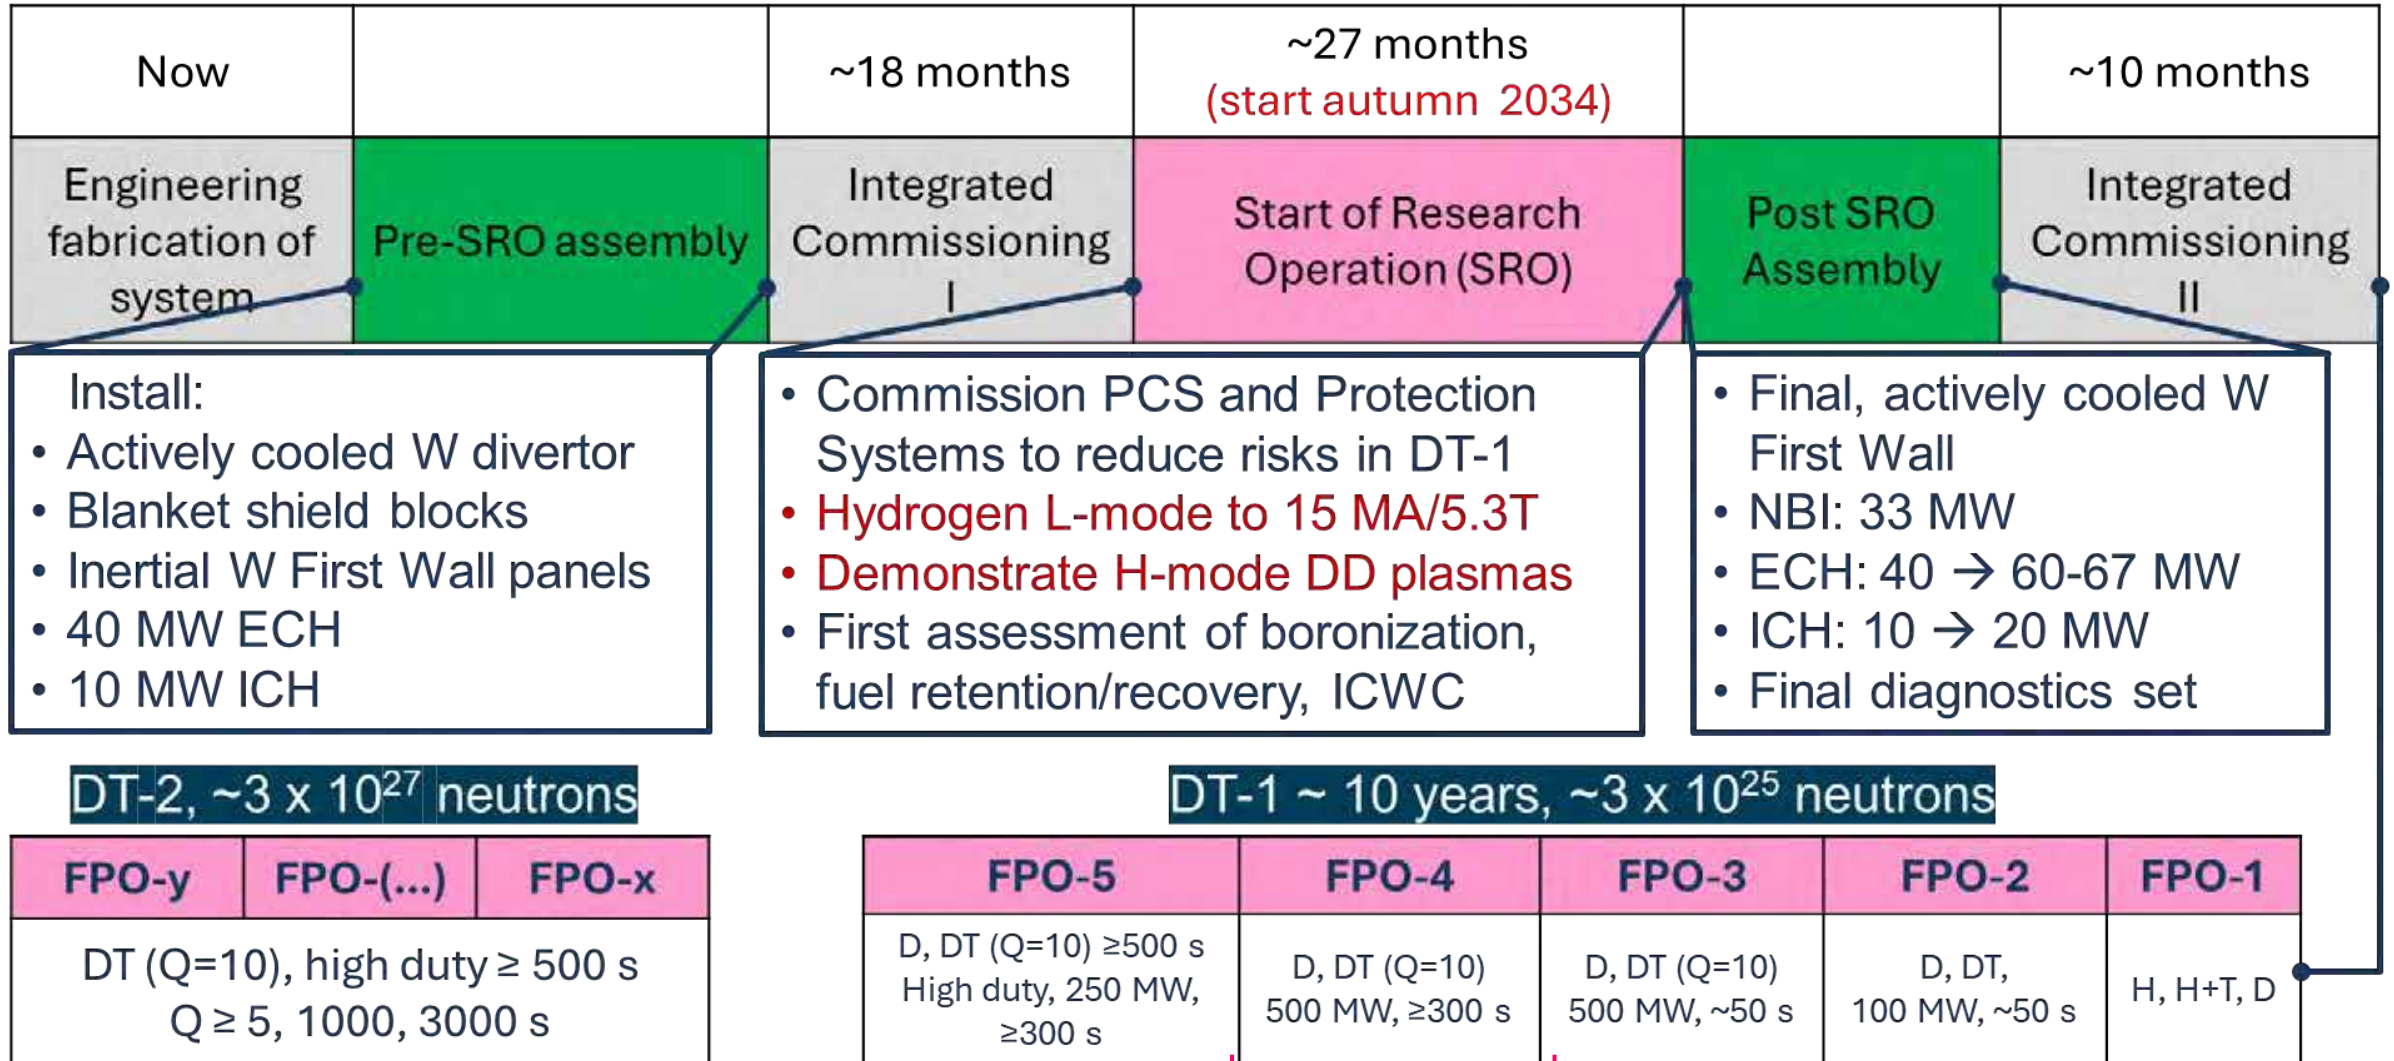 Now
~18 months
~27 months
(start autumn 2034)
~10 months
Engineering
fabrication of
system
Pre-SRO assembly
Integrated
Commissioning
I
Start of Research
Operation (SRO)
Post SRO
Assembly
Integrated
Commissioning
II
Install:
• Actively cooled W divertor
• Blanket shield blocks
• Inertial W First Wall panels
• 40 MW ECH
• 10 MW ICH
• Commission PCS and Protection
Systems to reduce risks in DT-1
• Hydrogen L-mode to 15 MA/5.3T
• Demonstrate H-mode DD plasmas
• First assessment of boronization,
fuel retention/recovery, ICWC
• Final, actively cooled W
First Wall
• NBI: 33 MW
• ECH: 40 → 60-67 MW
• ICH: 10 → 20 MW
• Final diagnostics set
DT-2, ~3 x 10²⁷ neutrons
FPO-y
FPO-(...)
FPO-x
DT (Q=10), high duty ≥ 500 s
Q ≥ 5, 1000, 3000 s
DT-1 ~ 10 years, ~3 x 10²⁵ neutrons
FPO-5
FPO-4
FPO-3
FPO-2
FPO-1
D, DT (Q=10) ≥500 s
High duty, 250 MW,
≥300 s
D, DT (Q=10)
500 MW, ≥300 s
D, DT (Q=10)
500 MW, ~50 s
D, DT,
100 MW, ~50 s
H, H+T, D